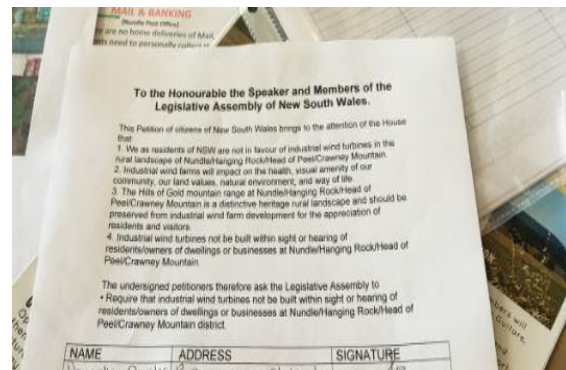 MAIL & BANKING
(Nundle Post Office)
are no home deliveries of Mail,
need to personally collect
To the Honourable the Speaker and Members of the
Legislative Assembly of New South Wales.
This Petition of citizens of New South Wales brings to the attention of the House
that:
1. We as residents of NSW are not in favour of industrial wind turbines in the
rural landscape of Nundle/Hanging Rock/Head of Peel/Crawney Mountain.
2. Industrial wind farms will impact on the health, visual amenity of our
community, our land values, natural environment, and way of life.
3. The Hills of Gold mountain range at Nundle/Hanging Rock/Head of
Peel/Crawney Mountain is a distinctive heritage rural landscape and should be
preserved from industrial wind farm development for the appreciation of
residents and visitors.
4. Industrial wind turbines not be built within sight or hearing of
residents/owners of dwellings or businesses at Nundle/Hanging Rock/Head of
Peel/Crawney Mountain.
The undersigned petitioners therefore ask the Legislative Assembly to
• Require that industrial wind turbines not be built within sight or hearing of
residents/owners of dwellings or businesses at Nundle/Hanging Rock/Head of
Peel/Crawney Mountain district.
NAME ADDRESS SIGNATURE
will